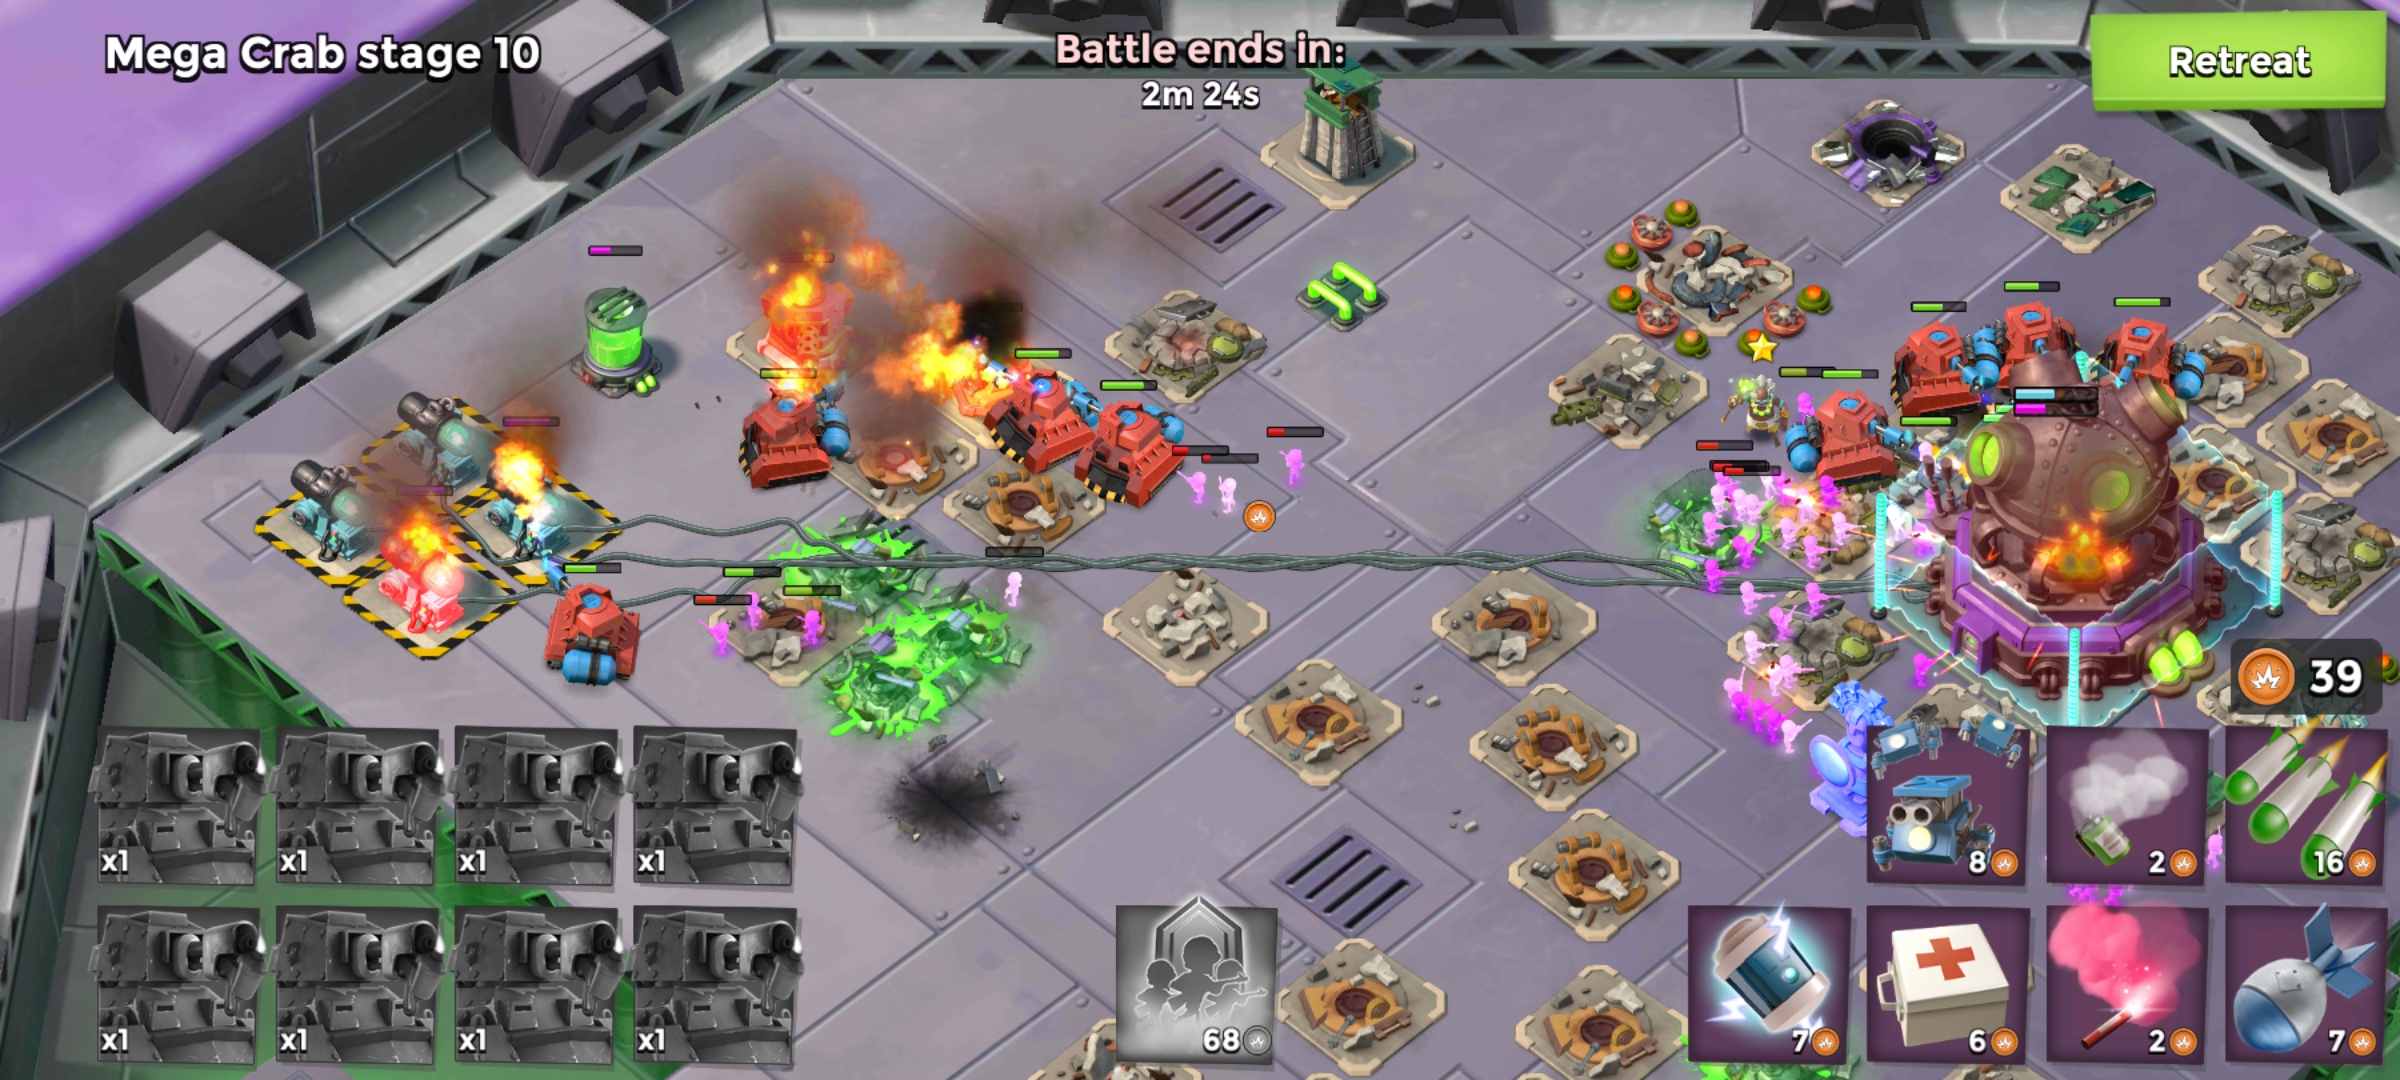 Mega Crab stage 10
Battle ends in:
2m 24s
Retreat
39
x1
x1
x1
x1
8
2
16
x1
x1
x1
x1
68
7
6
2
7